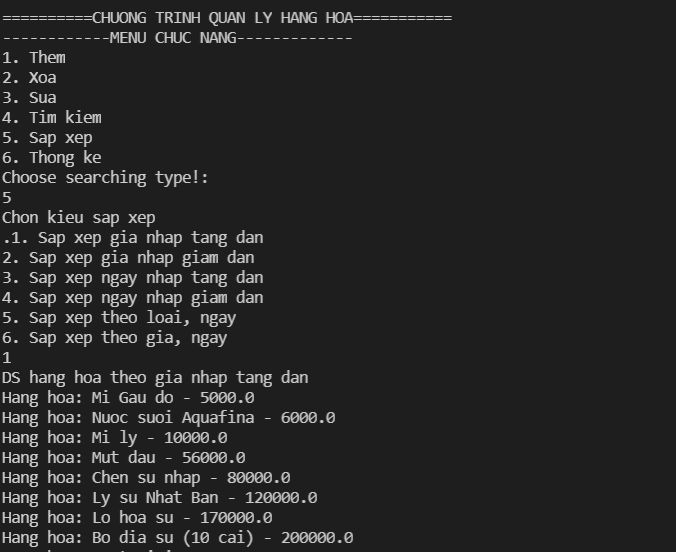 ==========CHUONG TRINH QUAN LY HANG HOA===========
------------MENU CHUC NANG-------------
1. Them
2. Xoa
3. Sua
4. Tim kiem
5. Sap xep
6. Thong ke
Choose searching type!:
5
Chon kieu sap xep
.1. Sap xep gia nhap tang dan
2. Sap xep gia nhap giam dan
3. Sap xep ngay nhap tang dan
4. Sap xep ngay nhap giam dan
5. Sap xep theo loai, ngay
6. Sap xep theo gia, ngay
1
DS hang hoa theo gia nhap tang dan
Hang hoa: Mi Gau do - 5000.0
Hang hoa: Nuoc suoi Aquafina - 6000.0
Hang hoa: Mi ly - 10000.0
Hang hoa: Mut dau - 56000.0
Hang hoa: Chen su nhap - 80000.0
Hang hoa: Ly su Nhat Ban - 120000.0
Hang hoa: Lo hoa su - 170000.0
Hang hoa: Bo dia su (10 cai) - 200000.0